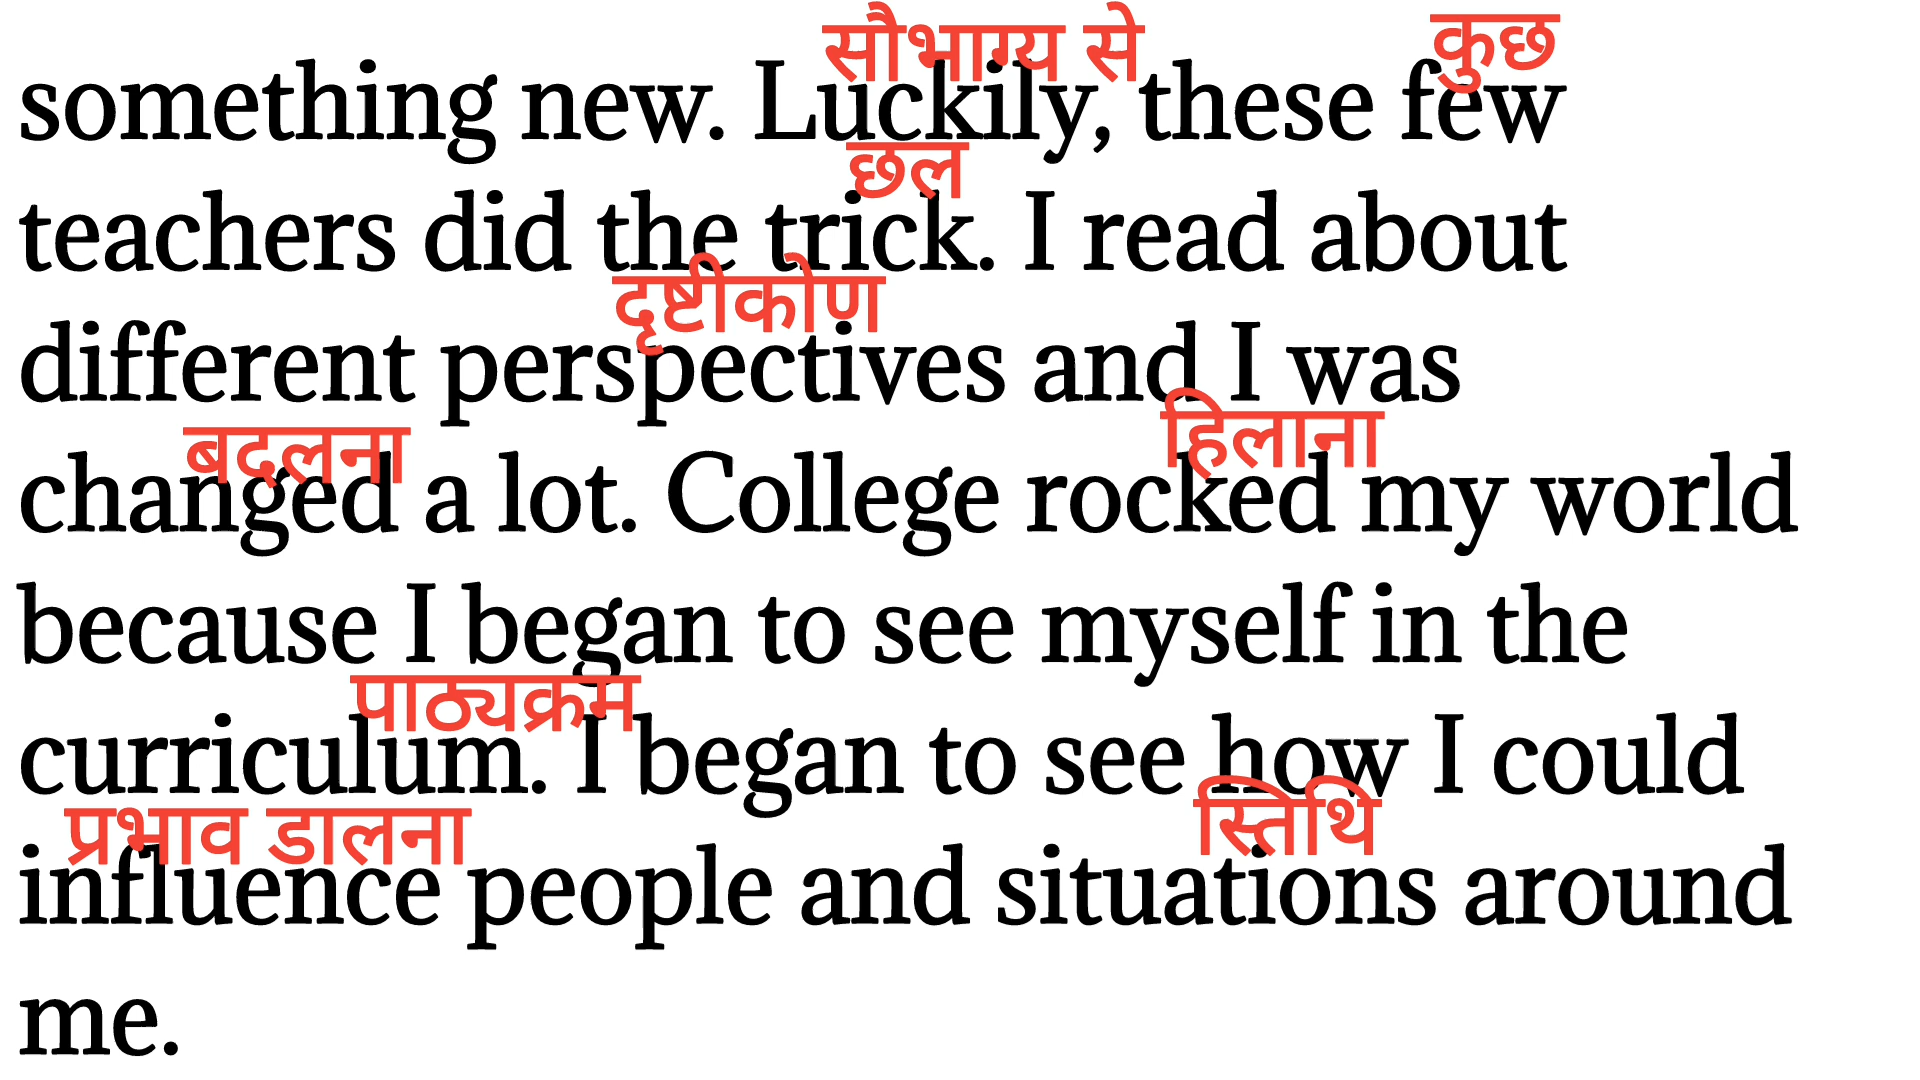 सौभाग्य से कुछ
something new. Luckily, these few
छल
teachers did the trick. I read about
दृष्टीकोण
different perspectives and I was
बदलना हिलाना
changed a lot. College rocked my world
because I began to see myself in the
पाठ्यक्रम
curriculum. I began to see how I could
प्रभाव डालना स्तिथि
influence people and situations around
me.